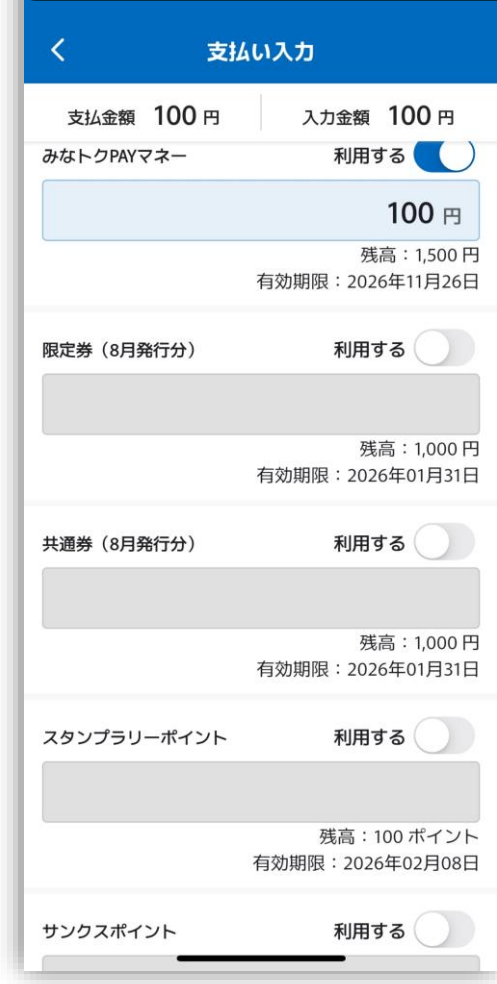 支払い入力
支払金額 100 円 入力金額 100 円
みなトクPAYマネー 利用する
100 円
残高：1,500 円
有効期限：2026年11月26日
限定券（8月発行分） 利用する
残高：1,000 円
有効期限：2026年01月31日
共通券（8月発行分） 利用する
残高：1,000 円
有効期限：2026年01月31日
スタンプラリーポイント 利用する
残高：100 ポイント
有効期限：2026年02月08日
サンクスポイント 利用する